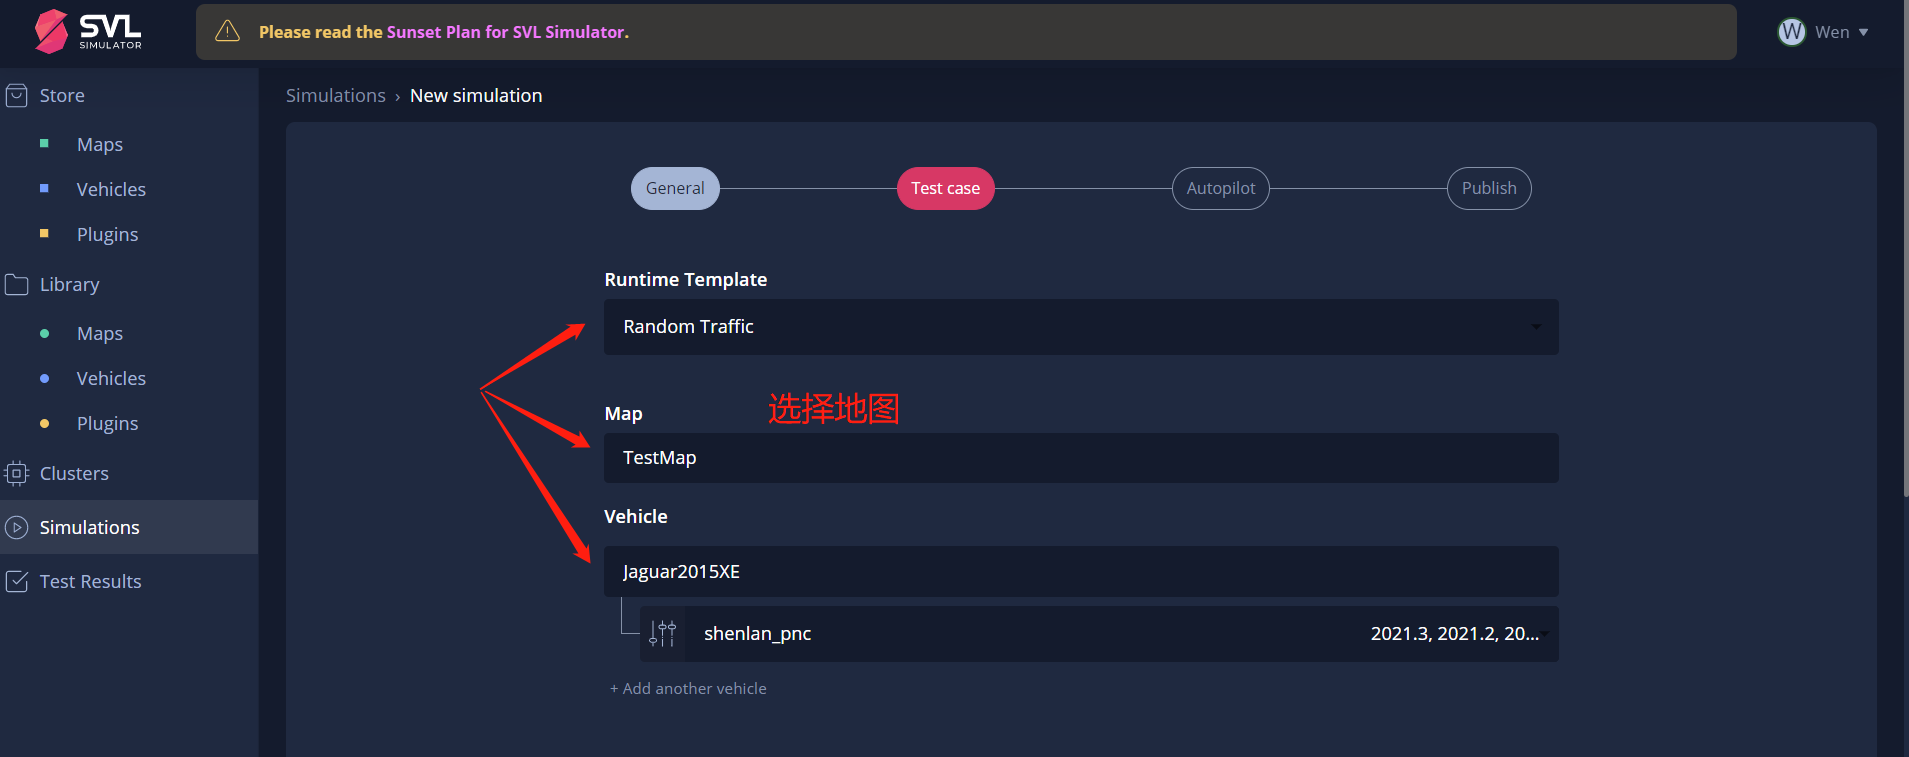 SVL
SIMULATOR
Please read the Sunset Plan for SVL Simulator.
W Wen
Store
Maps
Vehicles
Plugins
Library
Maps
Vehicles
Plugins
Clusters
Simulations
Test Results
Simulations › New simulation
General Test case Autopilot Publish
Runtime Template
Random Traffic
Map 选择地图
TestMap
Vehicle
Jaguar2015XE
shenlan_pnc 2021.3, 2021.2, 20...
+ Add another vehicle